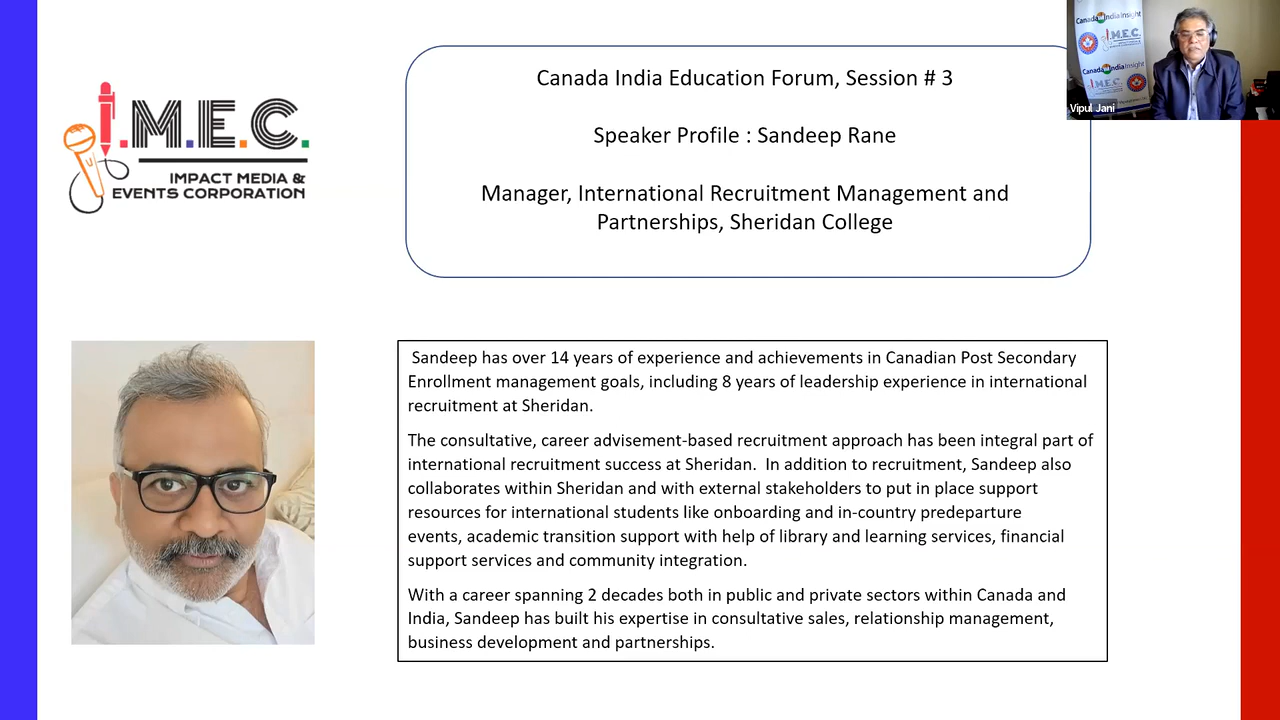 I.M.E.C.
IMPACT MEDIA &
EVENTS CORPORATION
Canada India Education Forum, Session # 3
Speaker Profile : Sandeep Rane
Manager, International Recruitment Management and
Partnerships, Sheridan College
Canada India Insight
I.M.E.C.
Canada India Insight
I.M.E.C.
Vipul Jani
Sandeep has over 14 years of experience and achievements in Canadian Post Secondary
Enrollment management goals, including 8 years of leadership experience in international
recruitment at Sheridan.
The consultative, career advisement-based recruitment approach has been integral part of
international recruitment success at Sheridan.  In addition to recruitment, Sandeep also
collaborates within Sheridan and with external stakeholders to put in place support
resources for international students like onboarding and in-country predeparture
events, academic transition support with help of library and learning services, financial
support services and community integration.
With a career spanning 2 decades both in public and private sectors within Canada and
India, Sandeep has built his expertise in consultative sales, relationship management,
business development and partnerships.